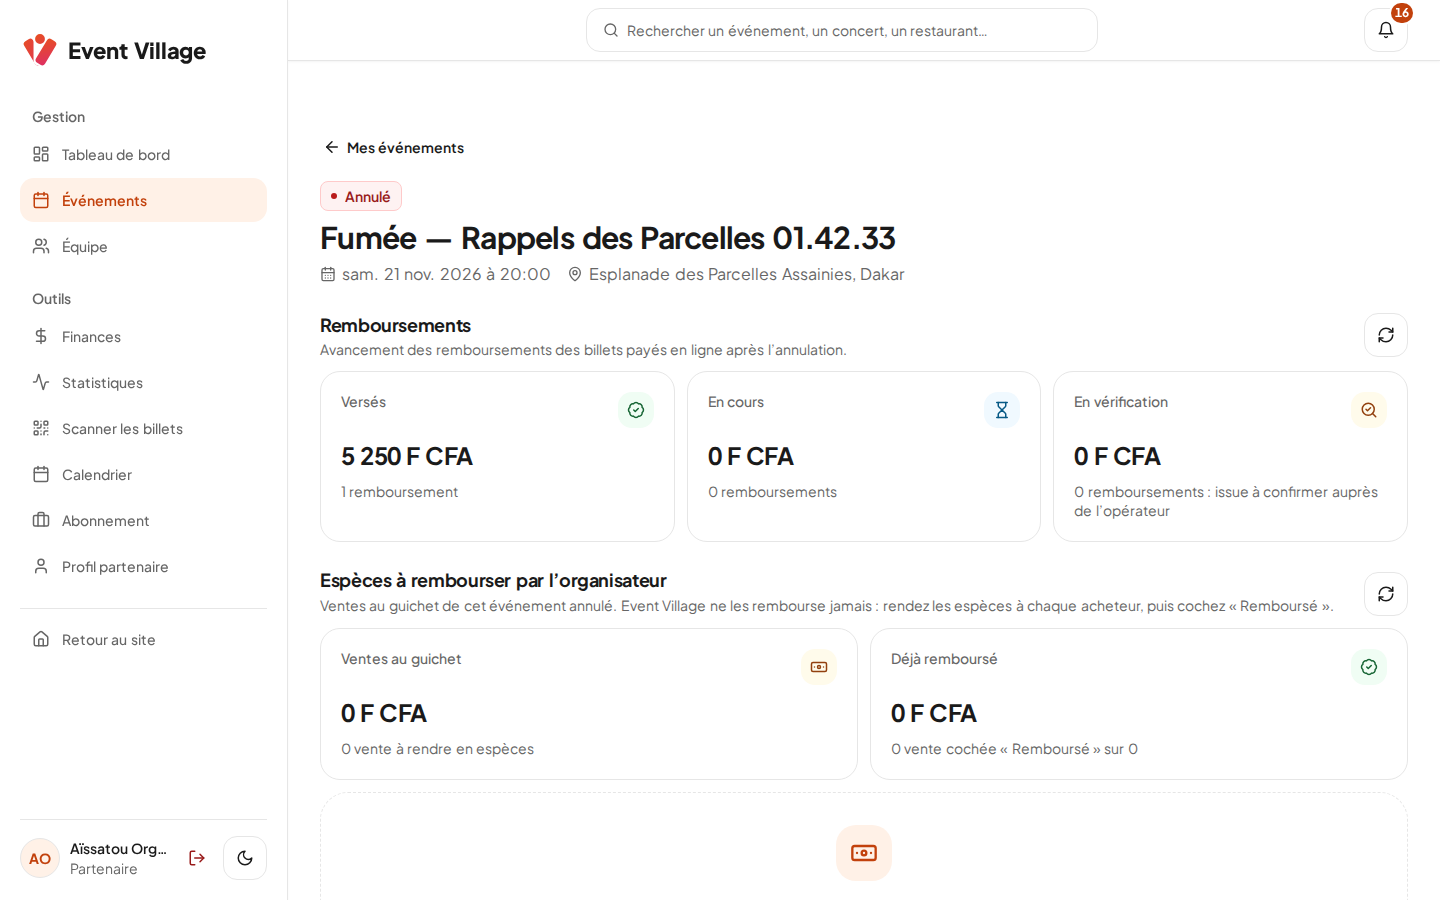 Event Village
Rechercher un événement, un concert, un restaurant...
16
Gestion
Tableau de bord
Événements
Équipe
Outils
Finances
Statistiques
Scanner les billets
Calendrier
Abonnement
Profil partenaire
Retour au site
AO
Aïssatou Org...
Partenaire
Mes événements
Annulé
Fumée — Rappels des Parcelles 01.42.33
sam. 21 nov. 2026 à 20:00 Esplanade des Parcelles Assainies, Dakar
Remboursements
Avancement des remboursements des billets payés en ligne après l’annulation.
Versés
5 250 F CFA
1 remboursement
En cours
0 F CFA
0 remboursements
En vérification
0 F CFA
0 remboursements : issue à confirmer auprès
de l’opérateur
Espèces à rembourser par l’organisateur
Ventes au guichet de cet événement annulé. Event Village ne les rembourse jamais : rendez les espèces à chaque acheteur, puis cochez « Remboursé ».
Ventes au guichet
0 F CFA
0 vente à rendre en espèces
Déjà remboursé
0 F CFA
0 vente cochée « Remboursé » sur 0